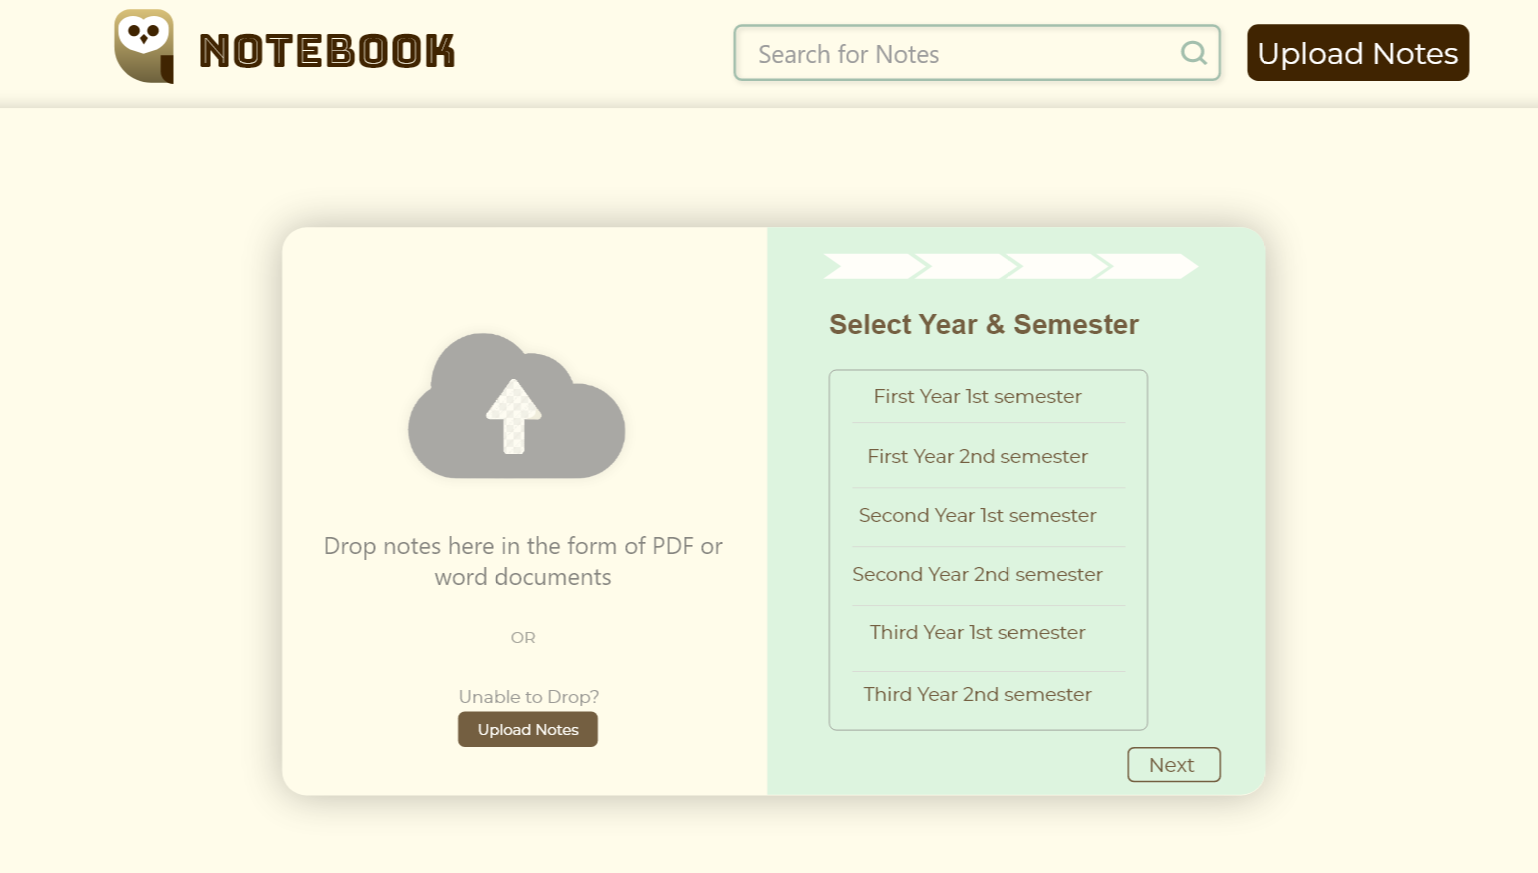 NOTEBOOK
Search for Notes
Upload Notes
Drop notes here in the form of PDF or
word documents
OR
Unable to Drop?
Upload Notes
Select Year & Semester
First Year 1st semester
First Year 2nd semester
Second Year 1st semester
Second Year 2nd semester
Third Year 1st semester
Third Year 2nd semester
Next